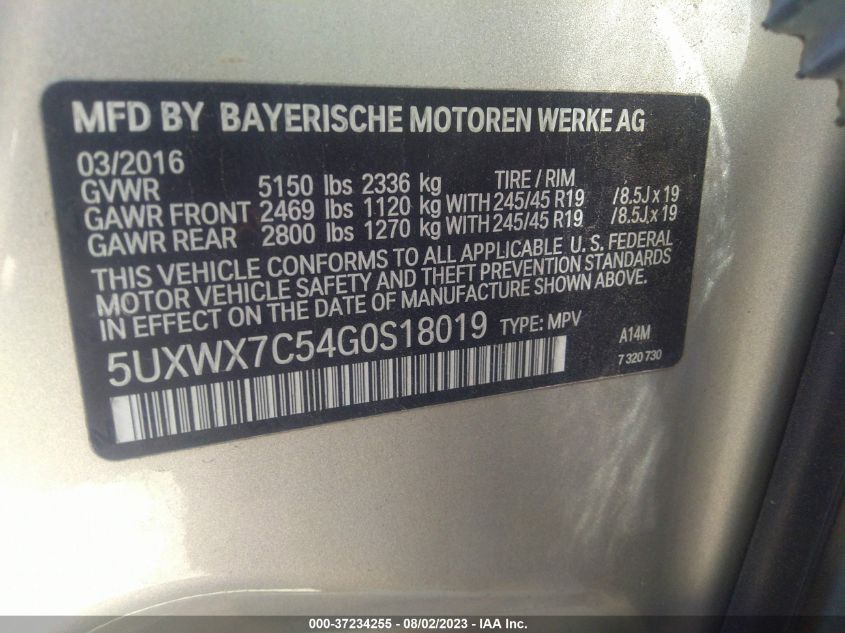 MFD BY BAYERISCHE MOTOREN WERKE AG
03/2016 TIRE / RIM
GVWR 5150 lbs 2336 kg
GAWR FRONT 2469 lbs 1120 kg WITH 245/45 R19 /8.5J x 19
GAWR REAR 2800 lbs 1270 kg WITH 245/45 R19 /8.5J x 19
THIS VEHICLE CONFORMS TO ALL APPLICABLE U. S. FEDERAL
MOTOR VEHICLE SAFETY AND THEFT PREVENTION STANDARDS
IN EFFECT ON THE DATE OF MANUFACTURE SHOWN ABOVE.
5UXWX7C54G0S18019 TYPE: MPV A14M
7 320 730
000-37234255 - 08/02/2023 - IAA Inc.